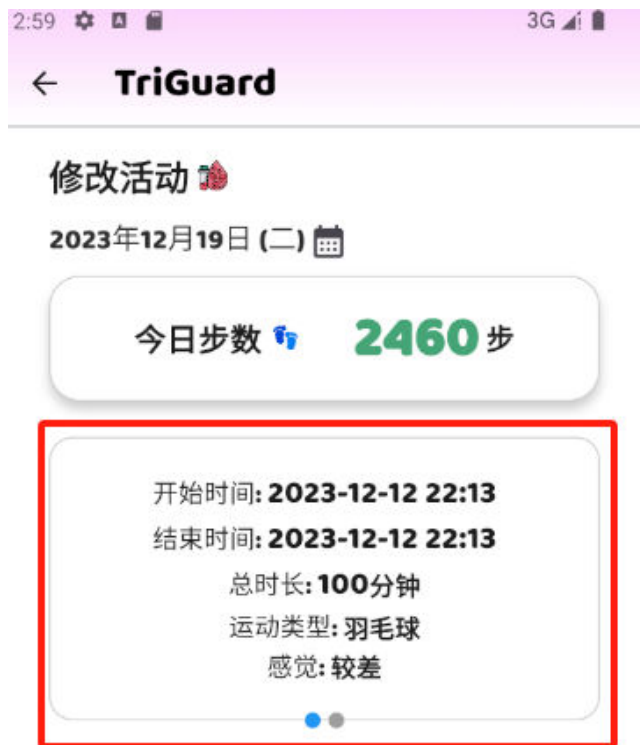 2:59
3G
TriGuard
修改活动
2023年12月19日 (二)
今日步数 2460 步
开始时间: 2023-12-12 22:13
结束时间: 2023-12-12 22:13
总时长: 100分钟
运动类型: 羽毛球
感觉: 较差